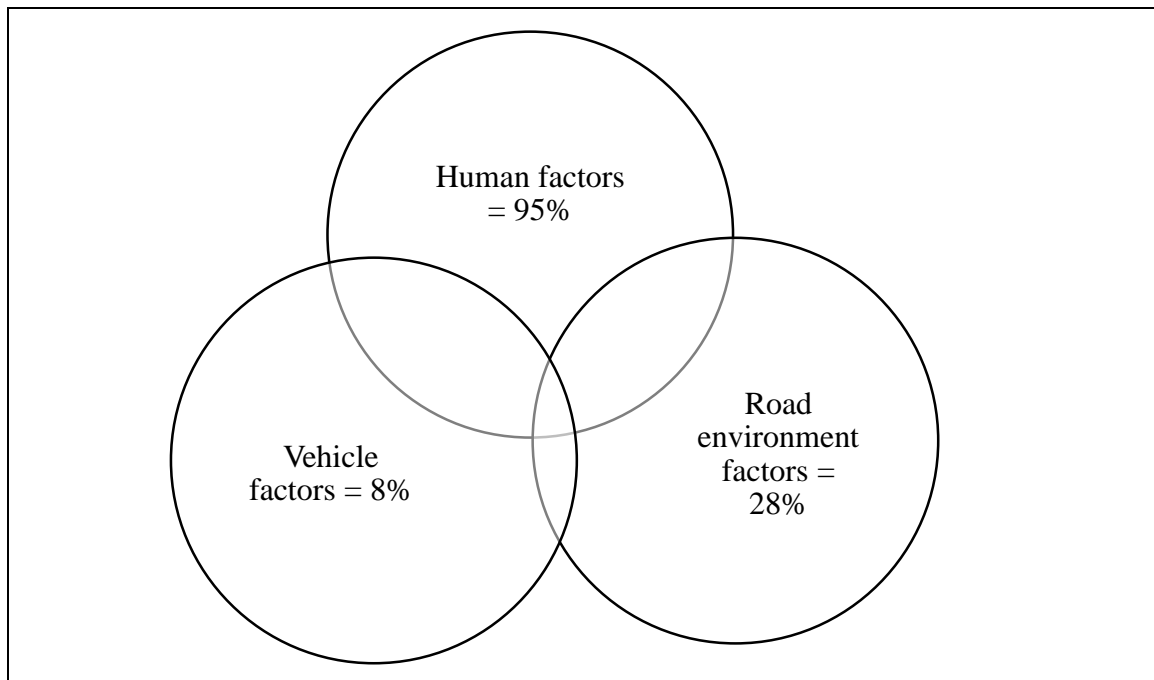 Human factors
= 95%
Vehicle
factors = 8%
Road
environment
factors =
28%